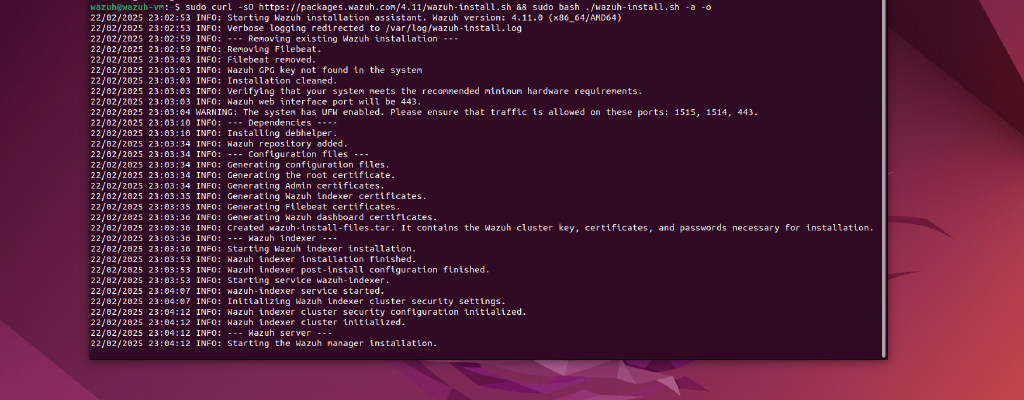 wazuh@wazuh-vm:~$ sudo curl -sO https://packages.wazuh.com/4.11/wazuh-install.sh && sudo bash ./wazuh-install.sh -a -o
22/02/2025 23:02:53 INFO: Starting Wazuh installation assistant. Wazuh version: 4.11.0 (x86_64/AMD64)
22/02/2025 23:02:53 INFO: Verbose logging redirected to /var/log/wazuh-install.log
22/02/2025 23:02:59 INFO: --- Removing existing Wazuh installation ---
22/02/2025 23:02:59 INFO: Removing Filebeat.
22/02/2025 23:03:03 INFO: Filebeat removed.
22/02/2025 23:03:03 INFO: Wazuh GPG key not found in the system
22/02/2025 23:03:03 INFO: Installation cleaned.
22/02/2025 23:03:03 INFO: Verifying that your system meets the recommended minimum hardware requirements.
22/02/2025 23:03:03 INFO: Wazuh web interface port will be 443.
22/02/2025 23:03:04 WARNING: The system has UFW enabled. Please ensure that traffic is allowed on these ports: 1515, 1514, 443.
22/02/2025 23:03:10 INFO: --- Dependencies ----
22/02/2025 23:03:10 INFO: Installing debhelper.
22/02/2025 23:03:34 INFO: Wazuh repository added.
22/02/2025 23:03:34 INFO: --- Configuration files ---
22/02/2025 23:03:34 INFO: Generating configuration files.
22/02/2025 23:03:34 INFO: Generating the root certificate.
22/02/2025 23:03:34 INFO: Generating Admin certificates.
22/02/2025 23:03:35 INFO: Generating Wazuh indexer certificates.
22/02/2025 23:03:35 INFO: Generating Filebeat certificates.
22/02/2025 23:03:36 INFO: Generating Wazuh dashboard certificates.
22/02/2025 23:03:36 INFO: Created wazuh-install-files.tar. It contains the Wazuh cluster key, certificates, and passwords necessary for installation.
22/02/2025 23:03:36 INFO: --- Wazuh indexer ---
22/02/2025 23:03:36 INFO: Starting Wazuh indexer installation.
22/02/2025 23:03:53 INFO: Wazuh indexer installation finished.
22/02/2025 23:03:53 INFO: Wazuh indexer post-install configuration finished.
22/02/2025 23:03:53 INFO: Starting service wazuh-indexer.
22/02/2025 23:04:07 INFO: wazuh-indexer service started.
22/02/2025 23:04:07 INFO: Initializing Wazuh indexer cluster security settings.
22/02/2025 23:04:12 INFO: Wazuh indexer cluster security configuration initialized.
22/02/2025 23:04:12 INFO: Wazuh indexer cluster initialized.
22/02/2025 23:04:12 INFO: --- Wazuh server ---
22/02/2025 23:04:12 INFO: Starting the Wazuh manager installation.